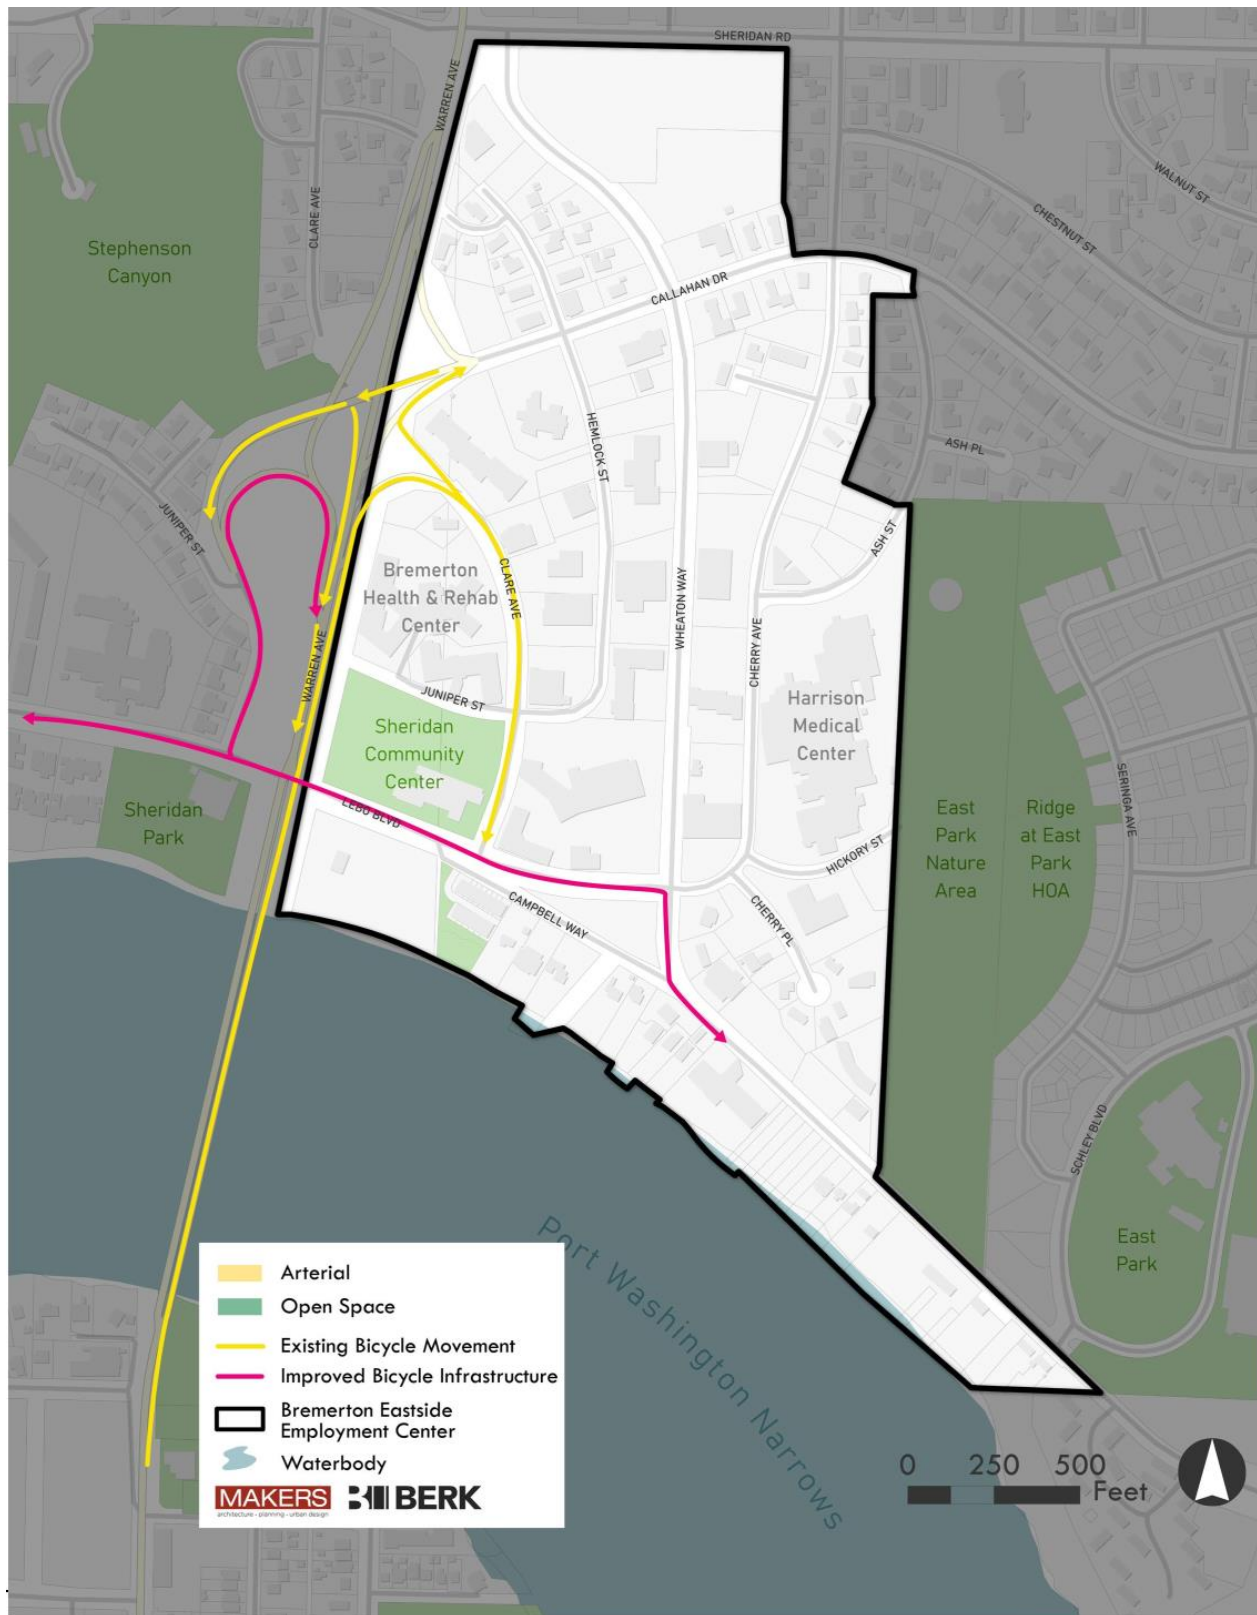 SHERIDAN RD
WARREN AVE
WALNUT ST
CHESTNUT ST
CLARE AVE
Stephenson
Canyon
CALLAHAN DR
HEMLOCK ST
ASH PL
JUNIPER ST
ASH ST
CLARE AVE
Bremerton
Health & Rehab
Center
WHEATON WAY
CHERRY AVE
WARREN AVE
JUNIPER ST
Harrison
Medical
Center
Sheridan
Community
Center
SERINGA AVE
Sheridan
Park
LEBO BLVD
East
Park
Nature
Area
Ridge
at East
Park
HOA
HICKORY ST
CAMPBELL WAY
CHERRY PL
SCHLEY BLVD
East
Park
Port Washington Narrows
Arterial
Open Space
Existing Bicycle Movement
Improved Bicycle Infrastructure
Bremerton Eastside
Employment Center
Waterbody
MAKERS
architecture - planning - urban design
BERK
0 250 500
Feet